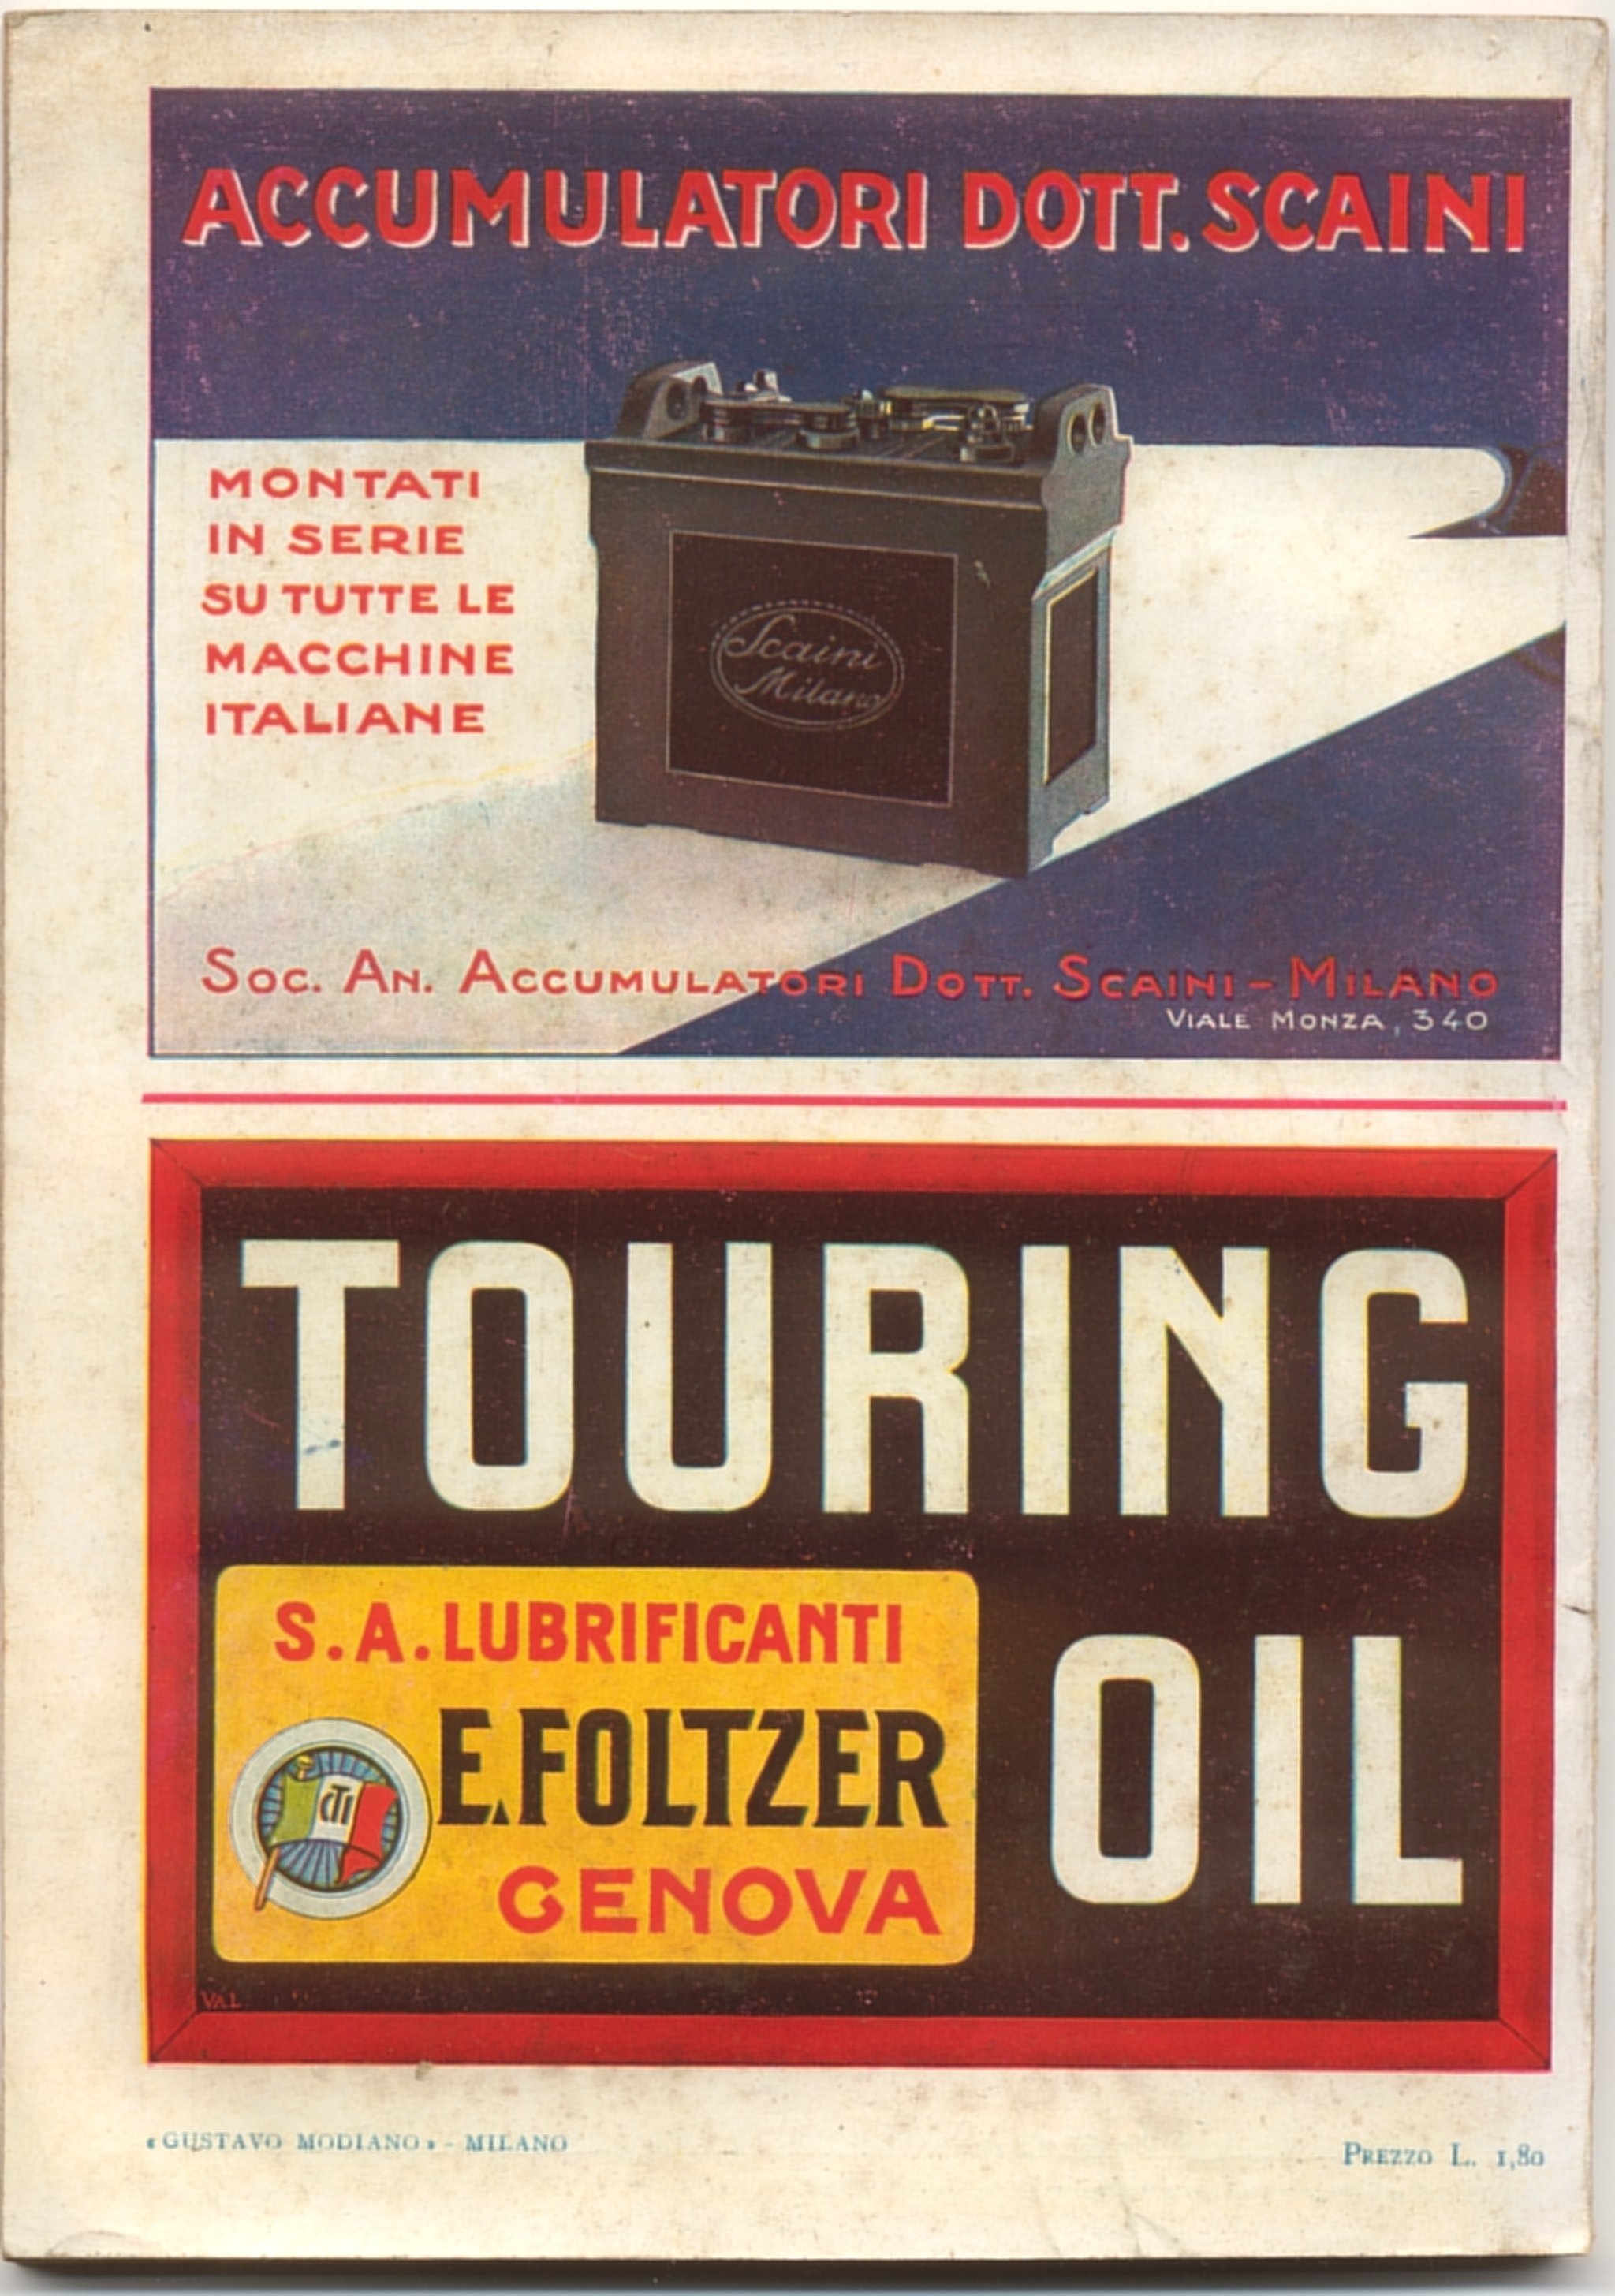 ACCUMULATORI DOTT. SCAINI
MONTATI
IN SERIE
SU TUTTE LE
MACCHINE
ITALIANE
Scaini
Milano
SOC. AN. ACCUMULATORI DOTT. SCAINI - MILANO
VIALE MONZA, 340
TOURING
OIL
S.A. LUBRIFICANTI
E. FOLTZER
GENOVA
CTI
VAL
« GUSTAVO MODIANO » - MILANO
PREZZO L. 1,80